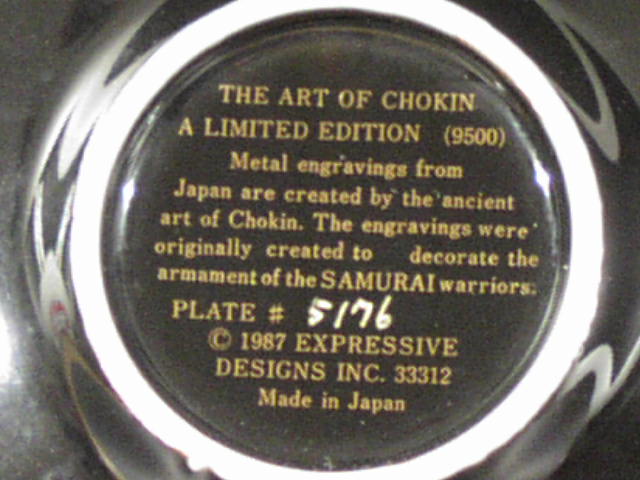 THE ART OF CHOKIN
A LIMITED EDITION (9500)
Metal engravings from
Japan are created by the ancient
art of Chokin. The engravings were
originally created to decorate the
armament of the SAMURAI warriors.
PLATE # 5176
© 1987 EXPRESSIVE
DESIGNS INC. 33312
Made in Japan